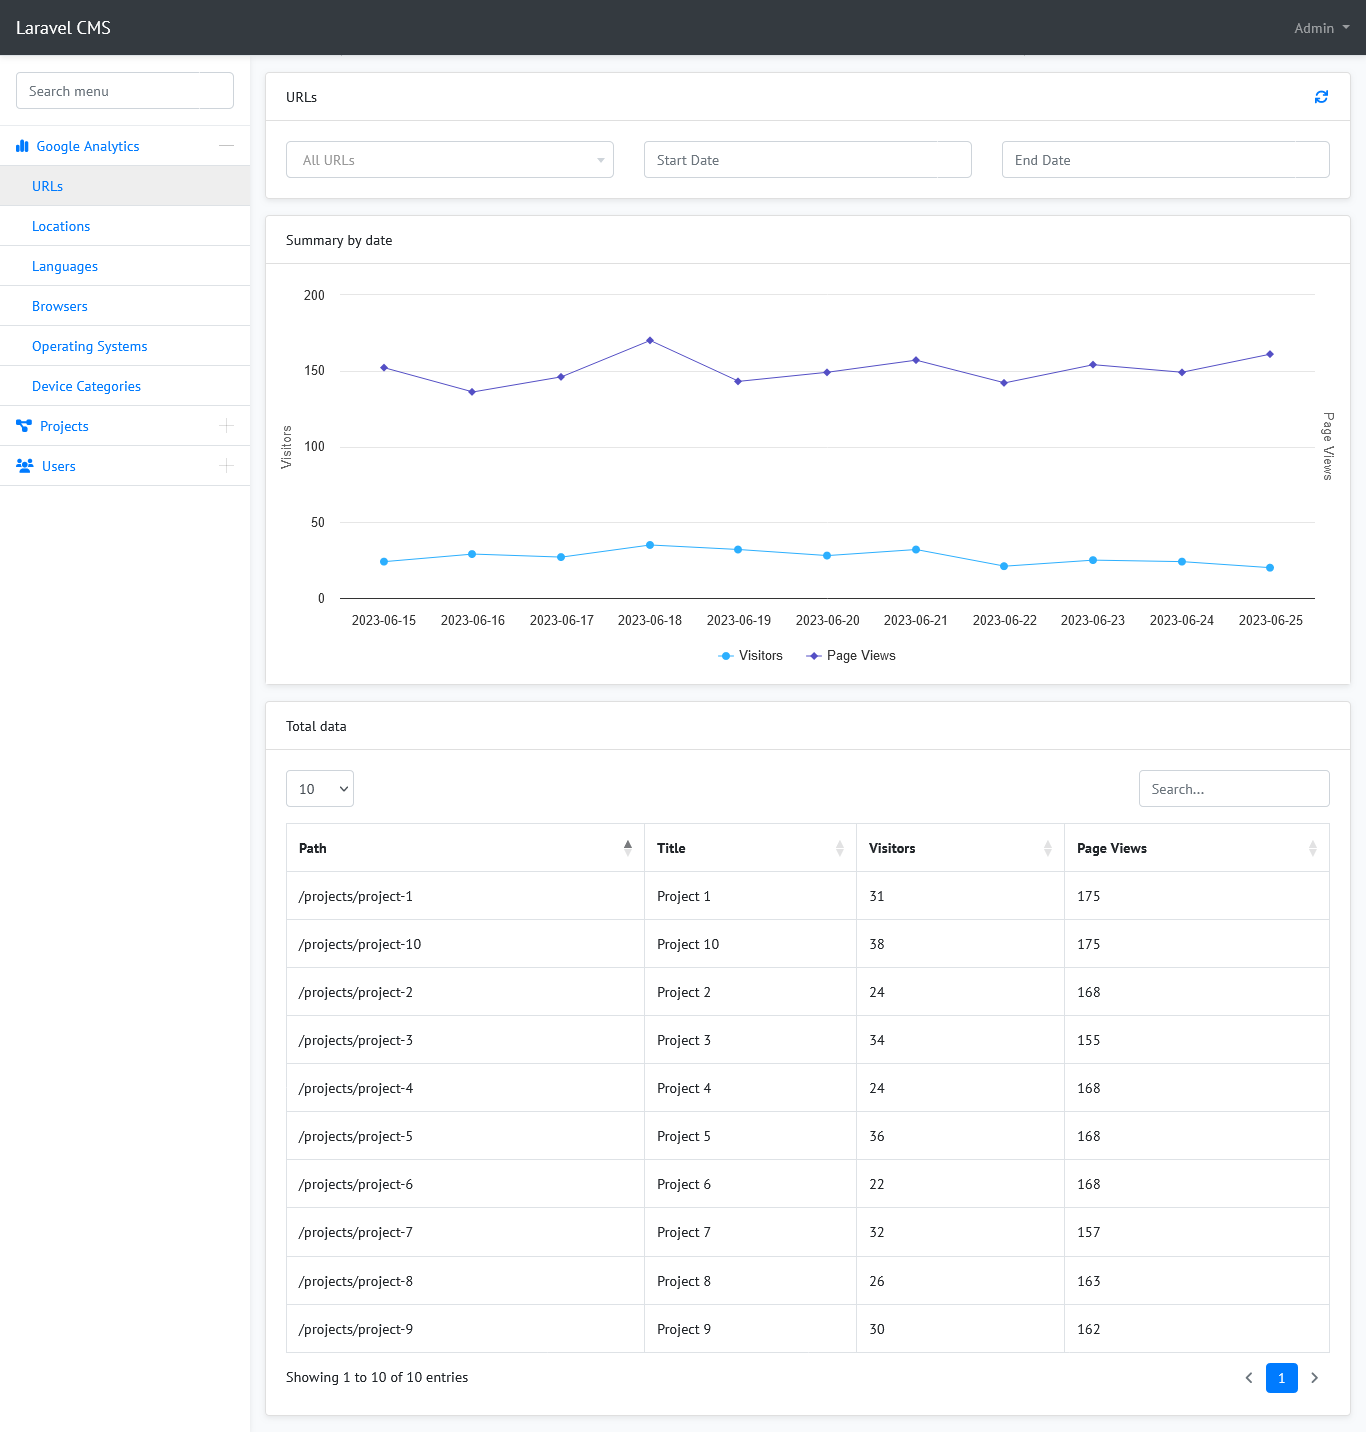 Laravel CMS
Admin
Search menu
Google Analytics
URLs
Locations
Languages
Browsers
Operating Systems
Device Categories
Projects
Users
URLs
All URLs
Start Date
End Date
Summary by date
200
150
100
50
0
Visitors
Page Views
2023-06-15 2023-06-16 2023-06-17 2023-06-18 2023-06-19 2023-06-20 2023-06-21 2023-06-22 2023-06-23 2023-06-24 2023-06-25
Visitors Page Views
Total data
10
Search...
Path Title Visitors Page Views
/projects/project-1 Project 1 31 175
/projects/project-10 Project 10 38 175
/projects/project-2 Project 2 24 168
/projects/project-3 Project 3 34 155
/projects/project-4 Project 4 24 168
/projects/project-5 Project 5 36 168
/projects/project-6 Project 6 22 168
/projects/project-7 Project 7 32 157
/projects/project-8 Project 8 26 163
/projects/project-9 Project 9 30 162
Showing 1 to 10 of 10 entries
1